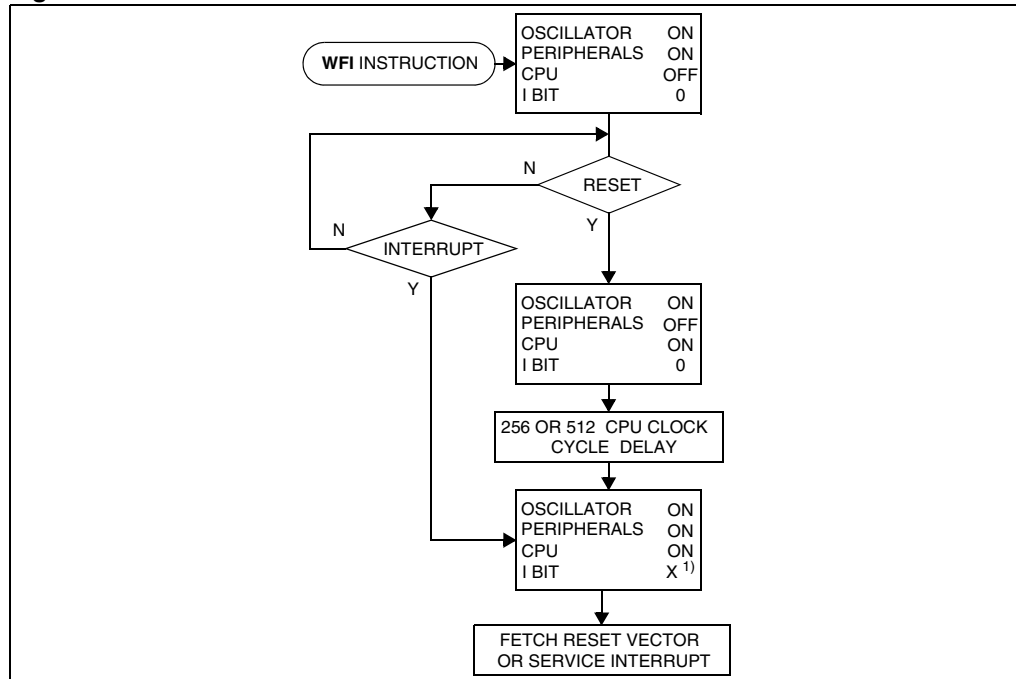 WFI INSTRUCTION
OSCILLATOR ON
PERIPHERALS ON
CPU OFF
I BIT 0
N
RESET
Y
N
INTERRUPT
Y
OSCILLATOR ON
PERIPHERALS OFF
CPU ON
I BIT 0
256 OR 512 CPU CLOCK
CYCLE DELAY
OSCILLATOR ON
PERIPHERALS ON
CPU ON
I BIT X 1)
FETCH RESET VECTOR
OR SERVICE INTERRUPT